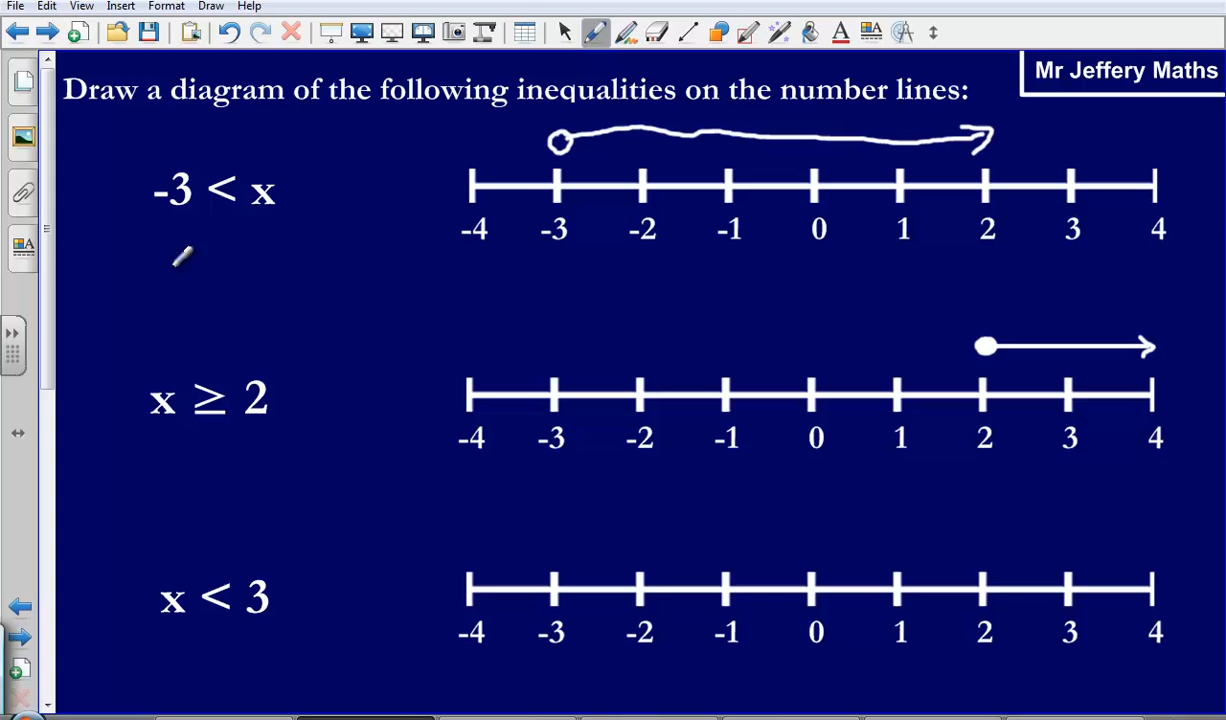 File Edit View Insert Format Draw Help
Draw a diagram of the following inequalities on the number lines:
Mr Jeffery Maths
-3 < x
-4 -3 -2 -1 0 1 2 3 4
x ≥ 2
-4 -3 -2 -1 0 1 2 3 4
x < 3
-4 -3 -2 -1 0 1 2 3 4